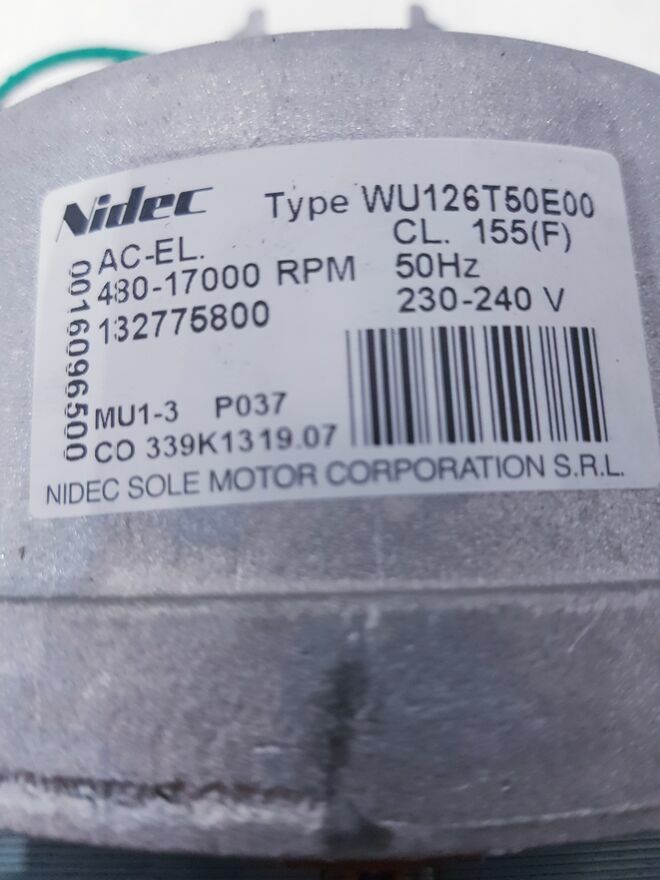 Nidec
Type WU126T50E00
AC-EL.
CL. 155(F)
480-17000 RPM
50Hz
132775800
230-240 V
0016096500
MU1-3 P037
CO 339K1319.07
NIDEC SOLE MOTOR CORPORATION S.R.L.